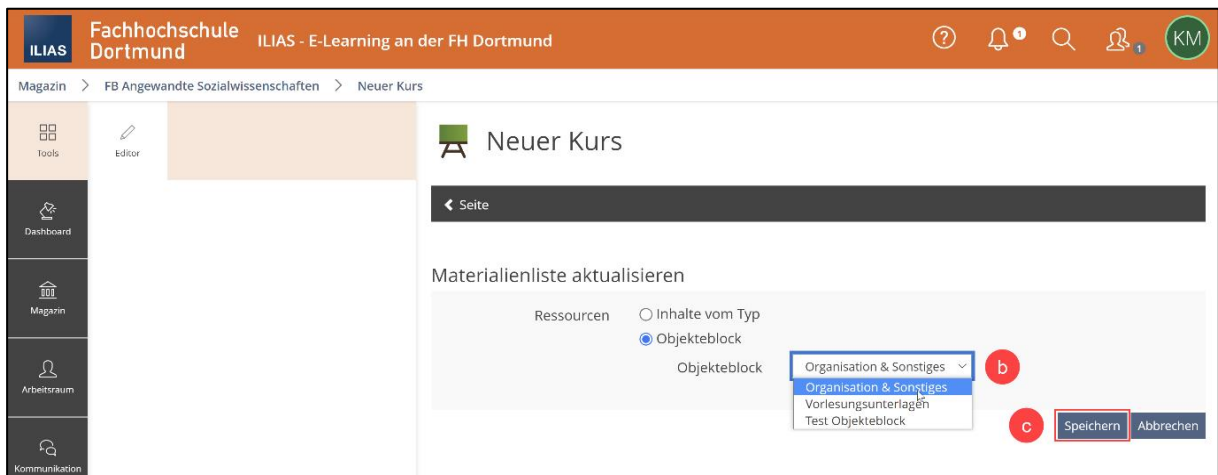 ILIAS
Fachhochschule
Dortmund
ILIAS - E-Learning an der FH Dortmund
1
1
KM
Magazin > FB Angewandte Sozialwissenschaften > Neuer Kurs
Tools
Editor
Neuer Kurs
Dashboard
Seite
Magazin
Materialienliste aktualisieren
Ressourcen
Inhalte vom Typ
Objekteblock
Arbeitsraum
Objekteblock
Organisation & Sonstiges
b
Organisation & Sonstiges
Vorlesungsunterlagen
Test Objekteblock
c
Speichern
Abbrechen
Kommunikation